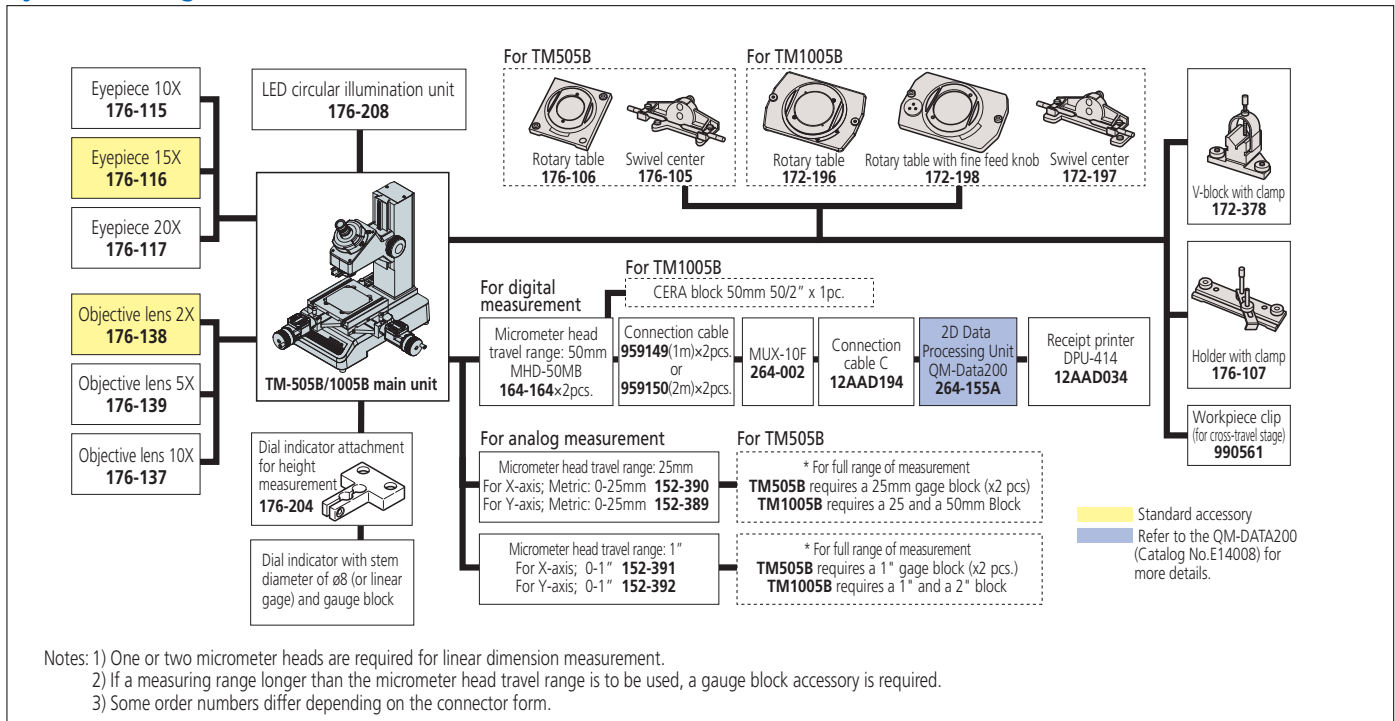 For TM505B
For TM1005B
Eyepiece 10X
176-115
Eyepiece 15X
176-116
Eyepiece 20X
176-117
LED circular illumination unit
176-208
Rotary table
176-106
Swivel center
176-105
Rotary table
172-196
Rotary table with fine feed knob
172-198
Swivel center
172-197
V-block with clamp
172-378
Objective lens 2X
176-138
Objective lens 5X
176-139
Objective lens 10X
176-137
TM-505B/1005B main unit
For digital
measurement
For TM1005B
CERA block 50mm 50/2” x 1pc.
Micrometer head
travel range: 50mm
MHD-50MB
164-164×2pcs.
Connection cable
959149(1m)×2pcs.
or
959150(2m)×2pcs.
MUX-10F
264-002
Connection
cable C
12AAD194
2D Data
Processing Unit
QM-Data200
264-155A
Receipt printer
DPU-414
12AAD034
Holder with clamp
176-107
Workpiece clip
(for cross-travel stage)
990561
Dial indicator attachment
for height
measurement
176-204
Dial indicator with stem
diameter of ø8 (or linear
gage) and gauge block
For analog measurement
Micrometer head travel range: 25mm
For X-axis; Metric: 0-25mm 152-390
For Y-axis; Metric: 0-25mm 152-389
For TM505B
* For full range of measurement
TM505B requires a 25mm gage block (x2 pcs)
TM1005B requires a 25 and a 50mm Block
Micrometer head travel range: 1”
For X-axis; 0-1” 152-391
For Y-axis; 0-1” 152-392
* For full range of measurement
TM505B requires a 1" gage block (x2 pcs.)
TM1005B requires a 1" and a 2" block
Standard accessory
Refer to the QM-DATA200
(Catalog No.E14008) for
more details.
Notes: 1) One or two micrometer heads are required for linear dimension measurement.
2) If a measuring range longer than the micrometer head travel range is to be used, a gauge block accessory is required.
3) Some order numbers differ depending on the connector form.